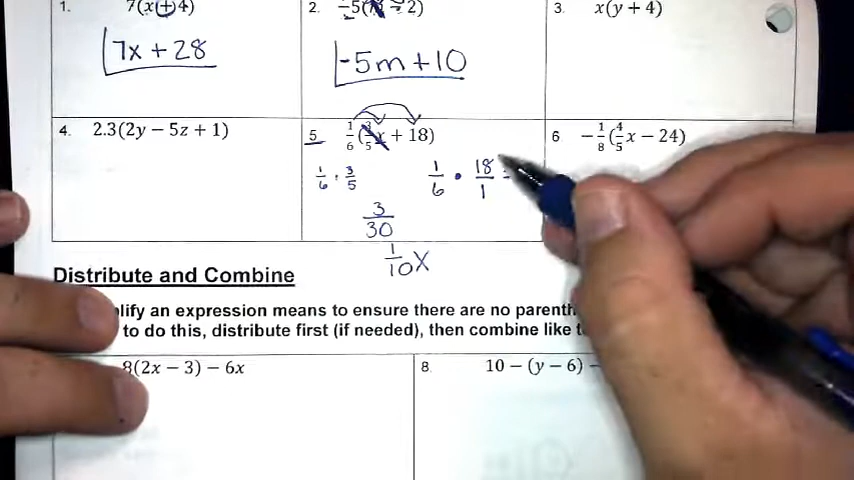 1. 7(x + 4)
7x + 28
2. -2)
-5m + 10
3. x(y + 4)
4. 2.3(2y − 5z + 1)
5 1/6(3/5x + 18)
1/6 · 3/5
1/6 · 18/1 =
3/30
1/10 x
6. −1/8(4/5x − 24)
Distribute and Combine
plify an expression means to ensure there are no parenth
to do this, distribute first (if needed), then combine like
8(2x − 3) − 6x
8. 10 − (y − 6) −